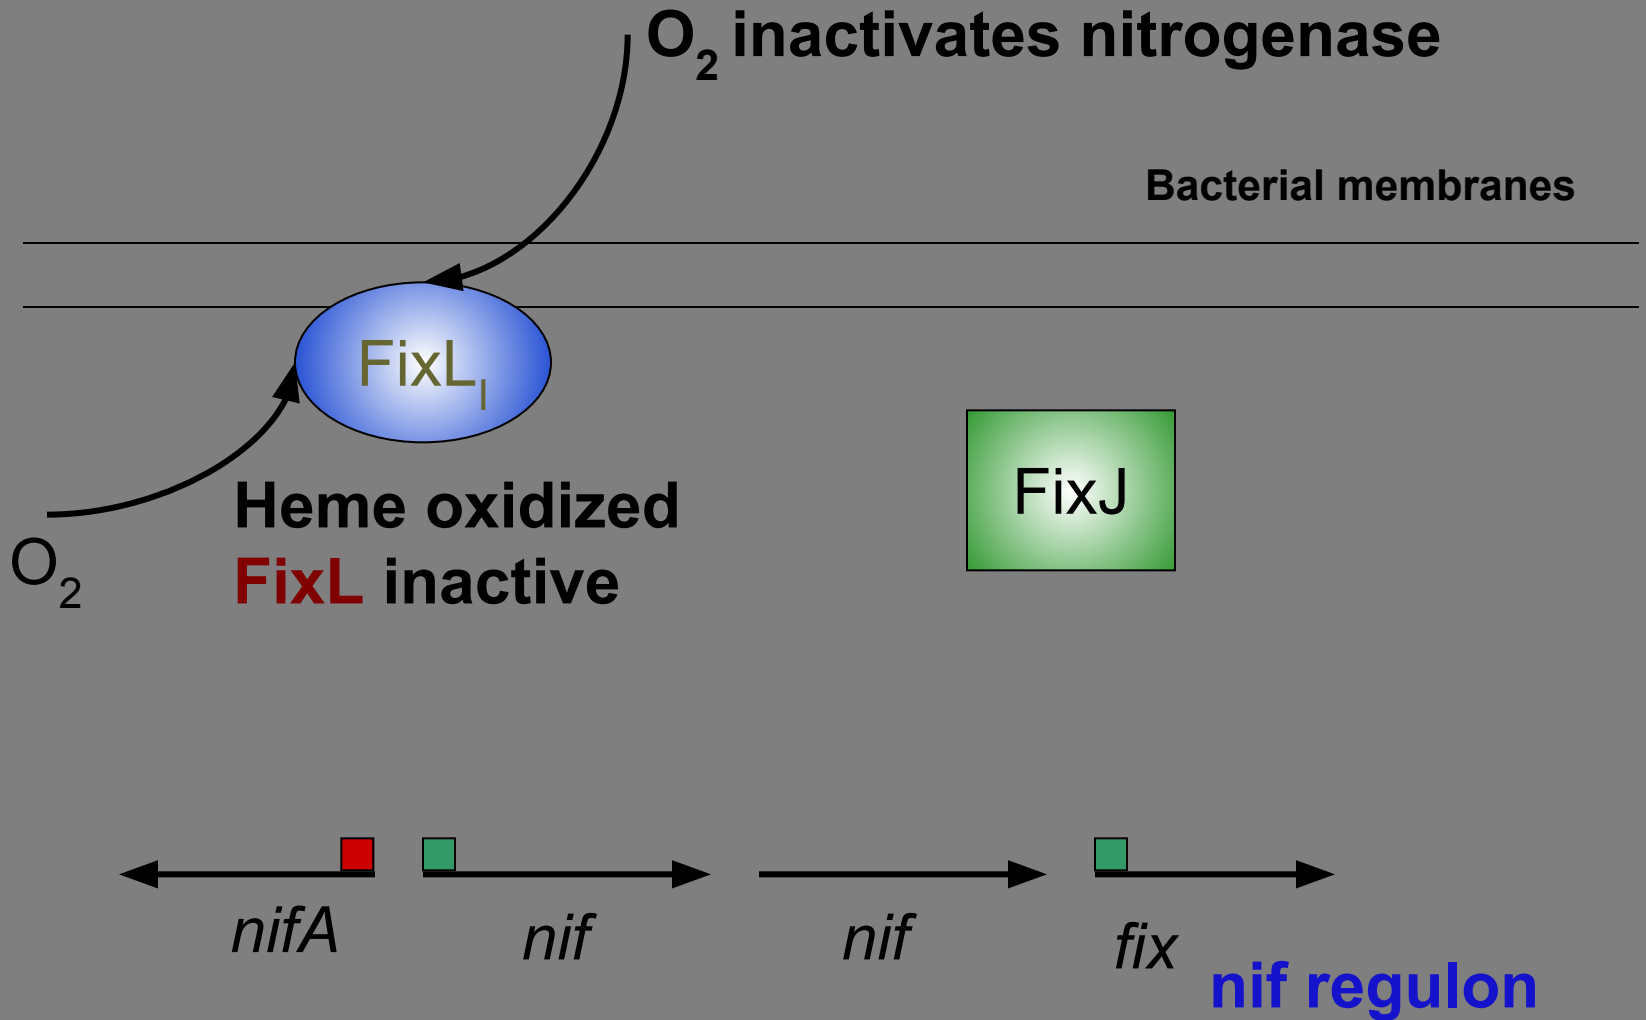 O2 inactivates nitrogenase
Bacterial membranes
FixLI
FixJ
Heme oxidized
FixL inactive
O2
nifA
nif
nif
fix
nif regulon